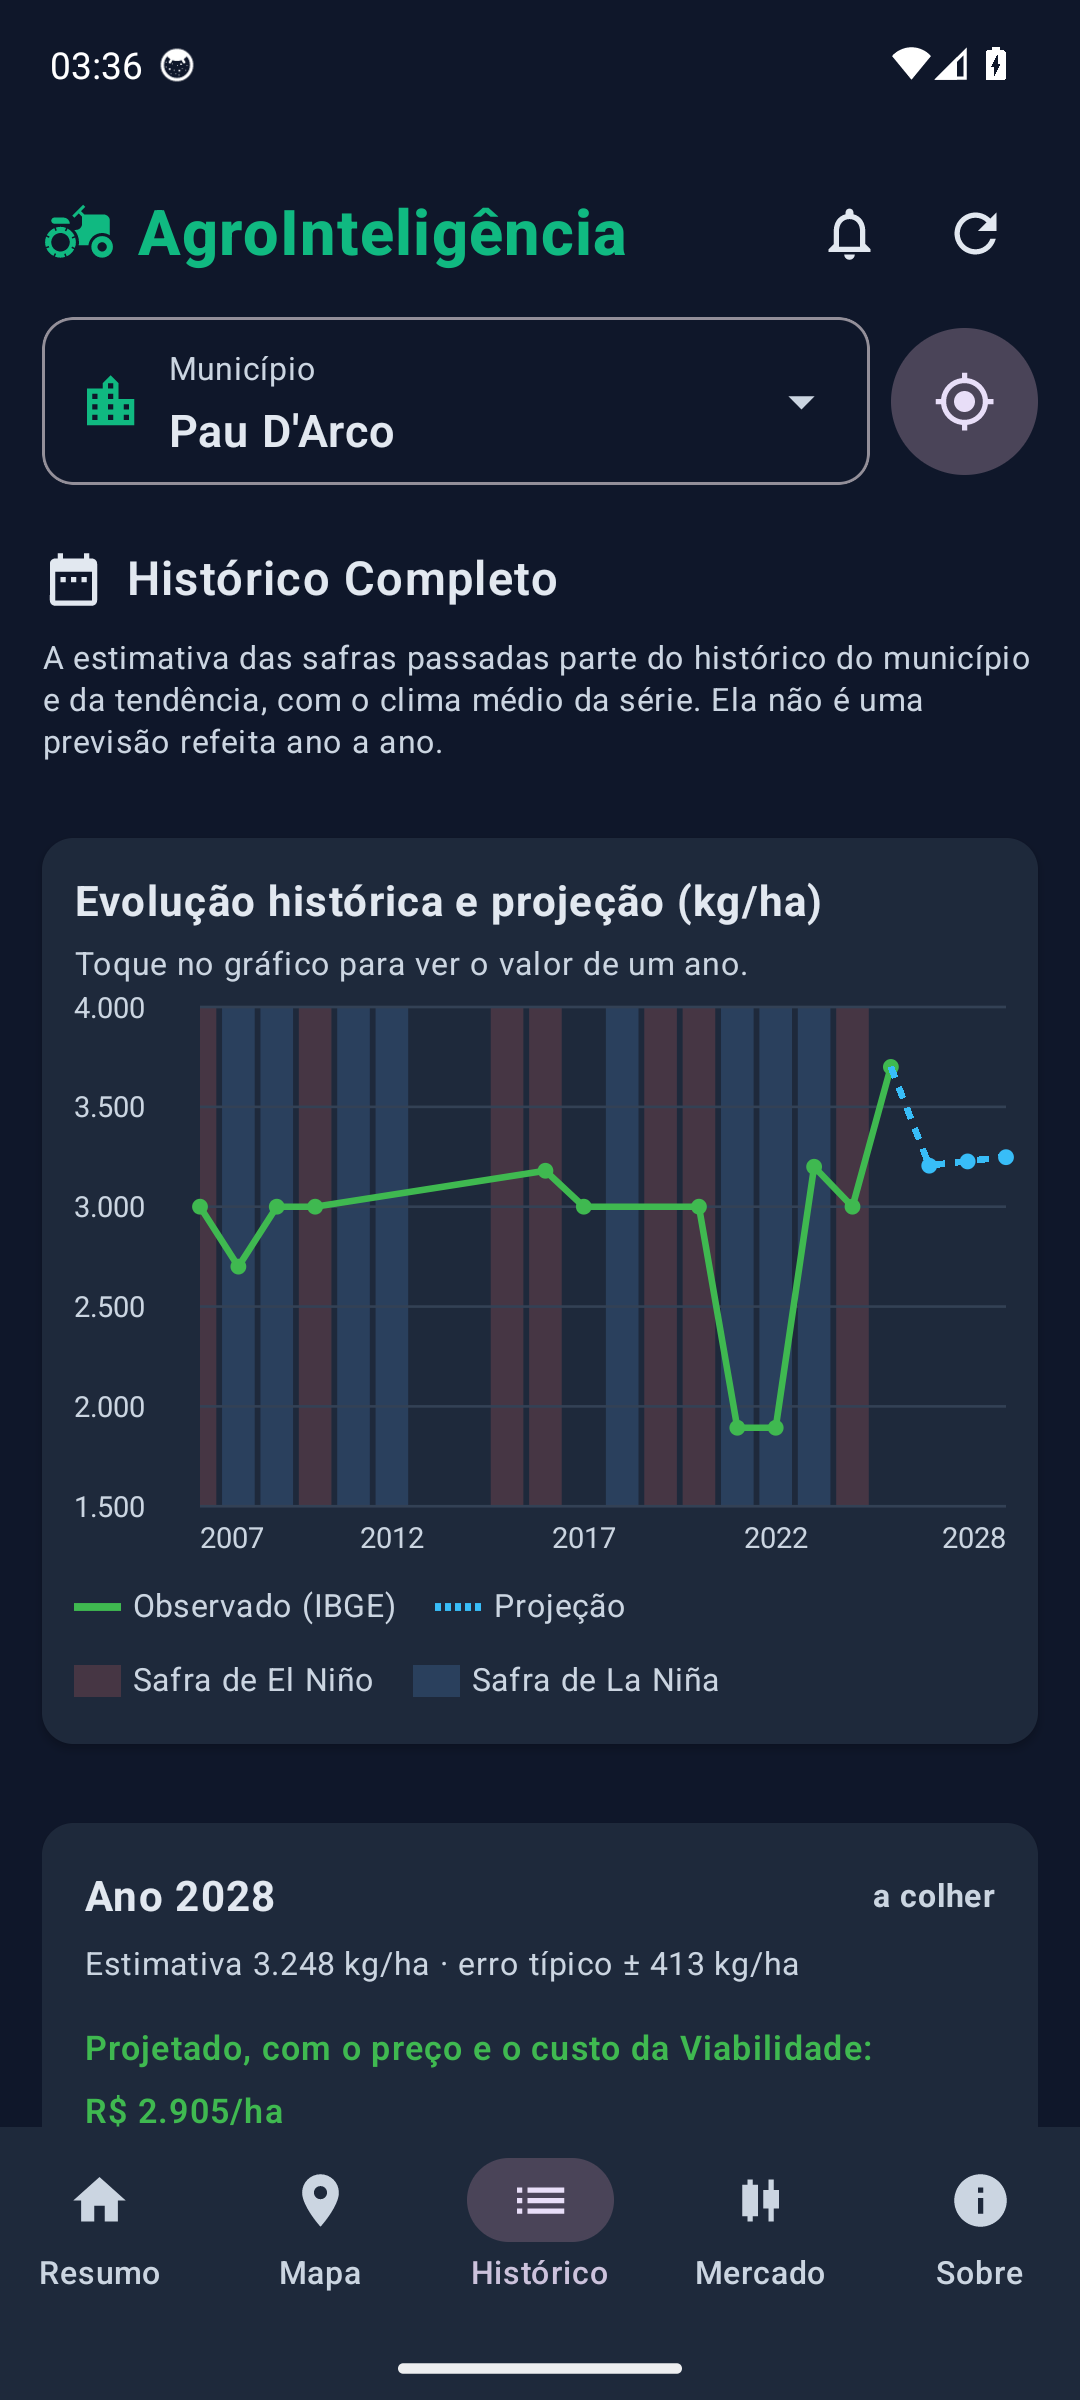 03:36
AgroInteligência
Município
Pau D'Arco
Histórico Completo
A estimativa das safras passadas parte do histórico do município
e da tendência, com o clima médio da série. Ela não é uma
previsão refeita ano a ano.
Evolução histórica e projeção (kg/ha)
Toque no gráfico para ver o valor de um ano.
4.000
3.500
3.000
2.500
2.000
1.500
2007 2012 2017 2022 2028
Observado (IBGE) Projeção
Safra de El Niño Safra de La Niña
Ano 2028 a colher
Estimativa 3.248 kg/ha · erro típico ± 413 kg/ha
Projetado, com o preço e o custo da Viabilidade:
R$ 2.905/ha
Resumo Mapa Histórico Mercado Sobre